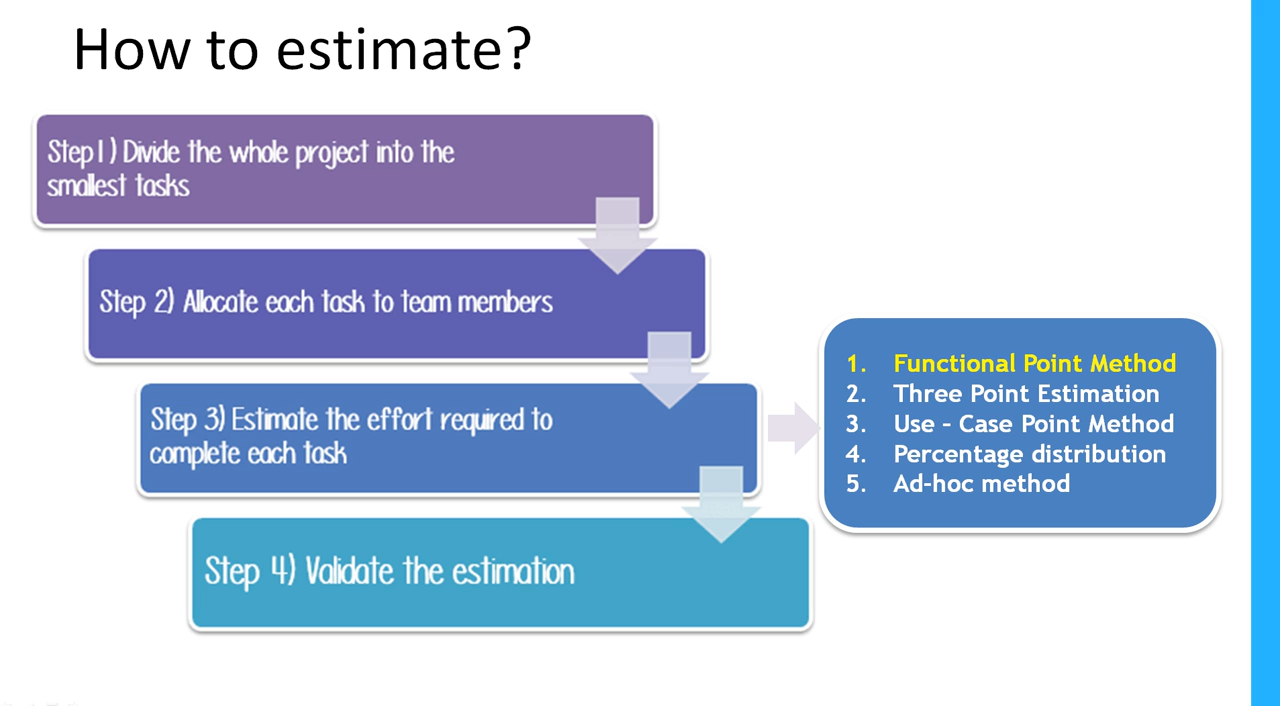 How to estimate?
Step1) Divide the whole project into the
smallest tasks
Step 2) Allocate each task to team members
Step 3) Estimate the effort required to
complete each task
Step 4) Validate the estimation
1. Functional Point Method
2. Three Point Estimation
3. Use – Case Point Method
4. Percentage distribution
5. Ad-hoc method